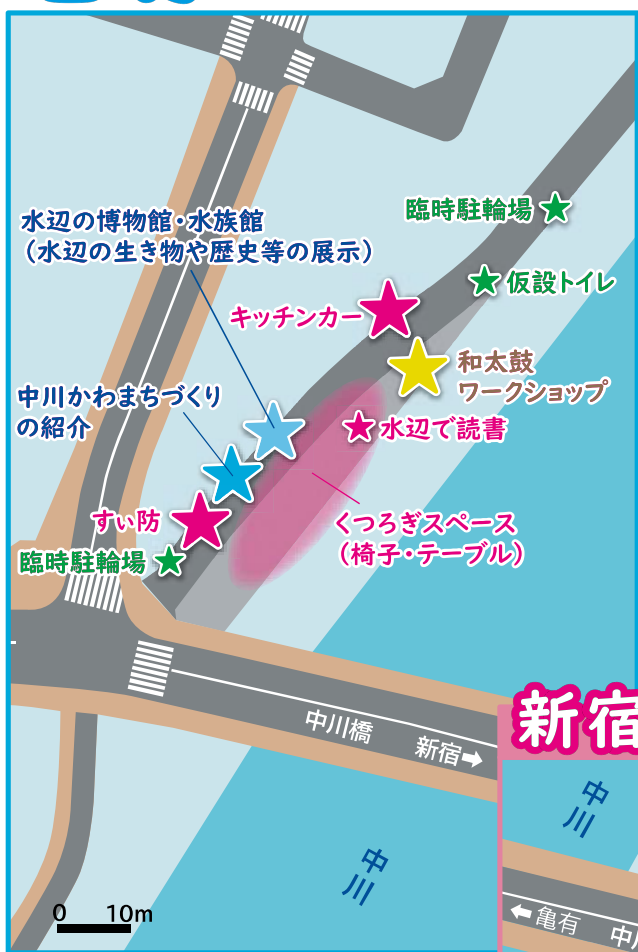 臨時駐輪場
水辺の博物館・水族館
（水辺の生き物や歴史等の展示）
仮設トイレ
キッチンカー
和太鼓
ワークショップ
中川かわまちづくり
の紹介
水辺で読書
すぃ防
くつろぎスペース
（椅子・テーブル）
臨時駐輪場
新宿
中川橋 新宿➡
中川
中川
0 10m
⬅亀有 中